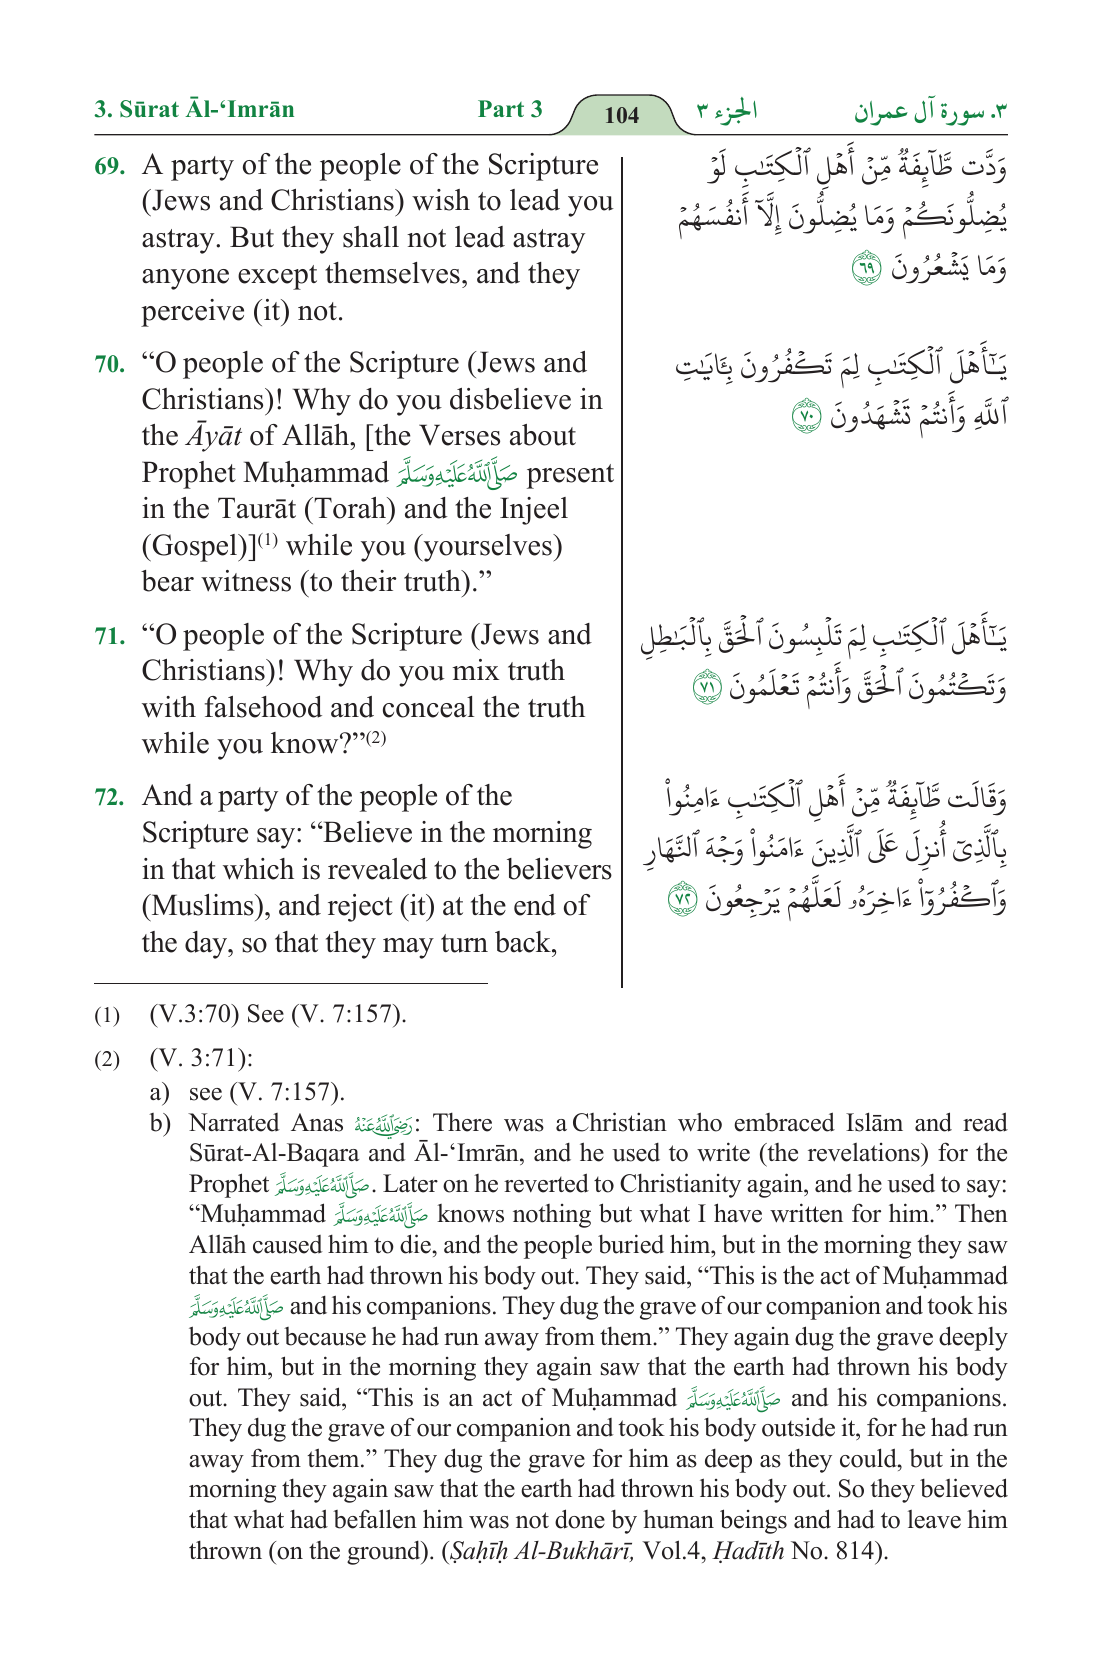 3. Sūrat Āl-‘Imrān Part 3 104 الجزء ٣ ٣. سورة آل عمران
69. A party of the people of the Scripture
(Jews and Christians) wish to lead you
astray. But they shall not lead astray
anyone except themselves, and they
perceive (it) not.
وَدَّت طَّآئِفَةٌ مِّنۡ أَهۡلِ ٱلۡكِتَٰبِ لَوۡ
يُضِلُّونَكُمۡ وَمَا يُضِلُّونَ إِلَّآ أَنفُسَهُمۡ
وَمَا يَشۡعُرُونَ ٦٩
70. “O people of the Scripture (Jews and
Christians)! Why do you disbelieve in
the Āyāt of Allāh, [the Verses about
Prophet Muḥammad صَلَّى ٱللَّهُ عَلَيْهِ وَسَلَّمَ present
in the Taurāt (Torah) and the Injeel
(Gospel)](1) while you (yourselves)
bear witness (to their truth).”
يَٰٓأَهۡلَ ٱلۡكِتَٰبِ لِمَ تَكۡفُرُونَ بِـَٔايَٰتِ
ٱللَّهِ وَأَنتُمۡ تَشۡهَدُونَ ٧٠
71. “O people of the Scripture (Jews and
Christians)! Why do you mix truth
with falsehood and conceal the truth
while you know?”(2)
يَٰٓأَهۡلَ ٱلۡكِتَٰبِ لِمَ تَلۡبِسُونَ ٱلۡحَقَّ بِٱلۡبَٰطِلِ
وَتَكۡتُمُونَ ٱلۡحَقَّ وَأَنتُمۡ تَعۡلَمُونَ ٧١
72. And a party of the people of the
Scripture say: “Believe in the morning
in that which is revealed to the believers
(Muslims), and reject (it) at the end of
the day, so that they may turn back,
وَقَالَت طَّآئِفَةٌ مِّنۡ أَهۡلِ ٱلۡكِتَٰبِ ءَامِنُواْ
بِٱلَّذِيٓ أُنزِلَ عَلَى ٱلَّذِينَ ءَامَنُواْ وَجۡهَ ٱلنَّهَارِ
وَٱكۡفُرُوٓاْ ءَاخِرَهُۥ لَعَلَّهُمۡ يَرۡجِعُونَ ٧٢
(1) (V.3:70) See (V. 7:157).
(2) (V. 3:71):
a) see (V. 7:157).
b) Narrated Anas رَضِيَ ٱللَّهُ عَنْهُ: There was a Christian who embraced Islām and read
Sūrat-Al-Baqara and Āl-‘Imrān, and he used to write (the revelations) for the
Prophet صَلَّى ٱللَّهُ عَلَيْهِ وَسَلَّمَ. Later on he reverted to Christianity again, and he used to say:
“Muḥammad صَلَّى ٱللَّهُ عَلَيْهِ وَسَلَّمَ knows nothing but what I have written for him.” Then
Allāh caused him to die, and the people buried him, but in the morning they saw
that the earth had thrown his body out. They said, “This is the act of Muḥammad
صَلَّى ٱللَّهُ عَلَيْهِ وَسَلَّمَ and his companions. They dug the grave of our companion and took his
body out because he had run away from them.” They again dug the grave deeply
for him, but in the morning they again saw that the earth had thrown his body
out. They said, “This is an act of Muḥammad صَلَّى ٱللَّهُ عَلَيْهِ وَسَلَّمَ and his companions.
They dug the grave of our companion and took his body outside it, for he had run
away from them.” They dug the grave for him as deep as they could, but in the
morning they again saw that the earth had thrown his body out. So they believed
that what had befallen him was not done by human beings and had to leave him
thrown (on the ground). (Ṣaḥīḥ Al-Bukhārī, Vol.4, Ḥadīth No. 814).